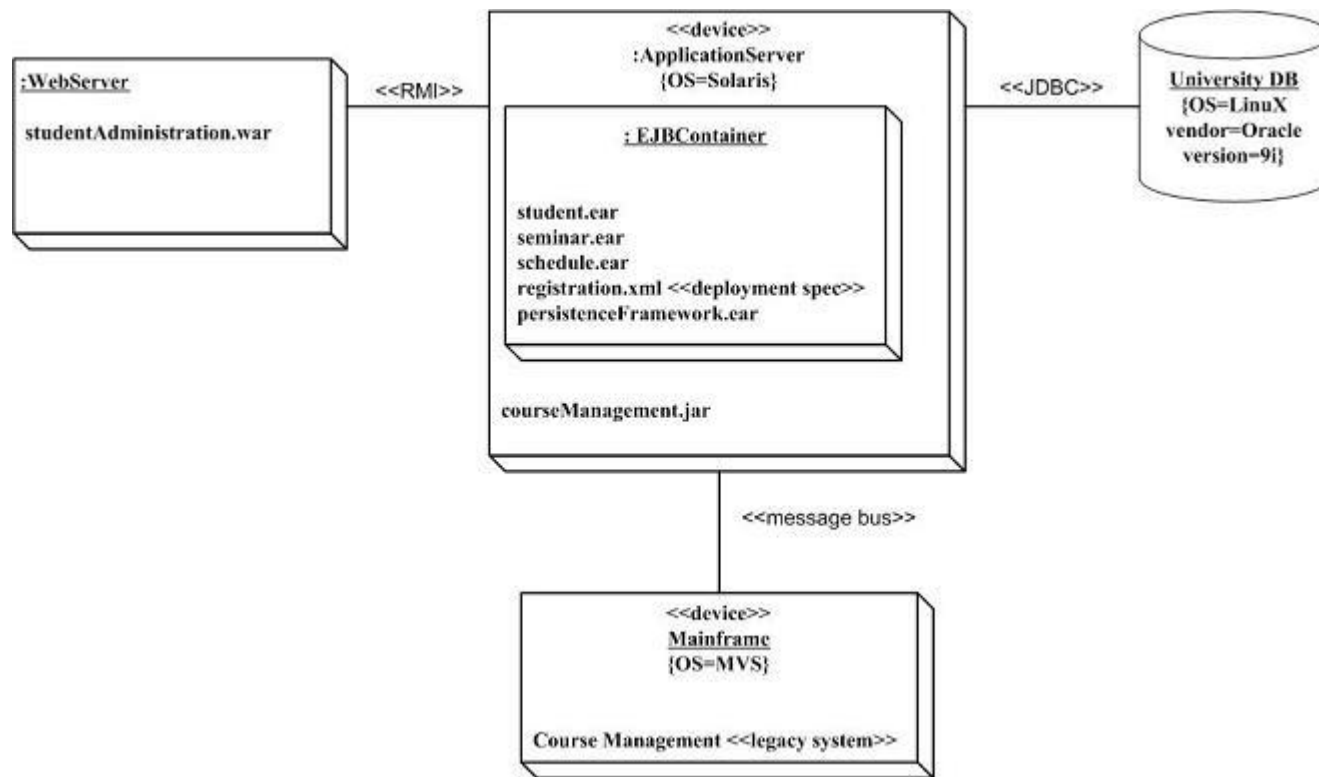 :WebServer
studentAdministration.war
<<RMI>>
<<device>>
:ApplicationServer
{OS=Solaris}
: EJBContainer
student.ear
seminar.ear
schedule.ear
registration.xml <<deployment spec>>
persistenceFramework.ear
courseManagement.jar
<<JDBC>>
University DB
{OS=LinuX
vendor=Oracle
version=9i}
<<message bus>>
<<device>>
Mainframe
{OS=MVS}
Course Management <<legacy system>>